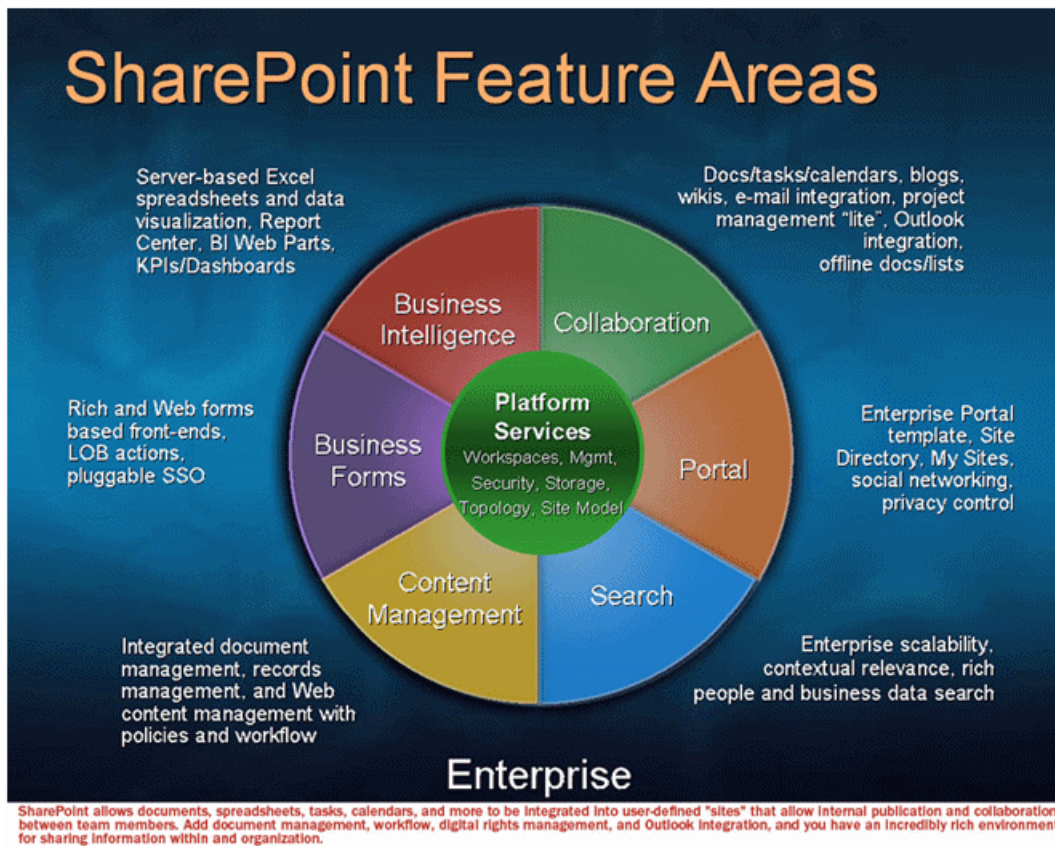 SharePoint Feature Areas
Server-based Excel
spreadsheets and data
visualization, Report
Center, BI Web Parts,
KPIs/Dashboards
Docs/tasks/calendars, blogs,
wikis, e-mail integration, project
management “lite”, Outlook
integration,
offline docs/lists
Business
Intelligence
Collaboration
Rich and Web forms
based front-ends,
LOB actions,
pluggable SSO
Business
Forms
Platform
Services
Workspaces, Mgmt,
Security, Storage,
Topology, Site Model
Portal
Enterprise Portal
template, Site
Directory, My Sites,
social networking,
privacy control
Content
Management
Search
Integrated document
management, records
management, and Web
content management with
policies and workflow
Enterprise scalability,
contextual relevance, rich
people and business data search
Enterprise
SharePoint allows documents, spreadsheets, tasks, calendars, and more to be integrated into user-defined "sites" that allow internal publication and collaboration
between team members. Add document management, workflow, digital rights management, and Outlook integration, and you have an incredibly rich environment
for sharing information within and organization.